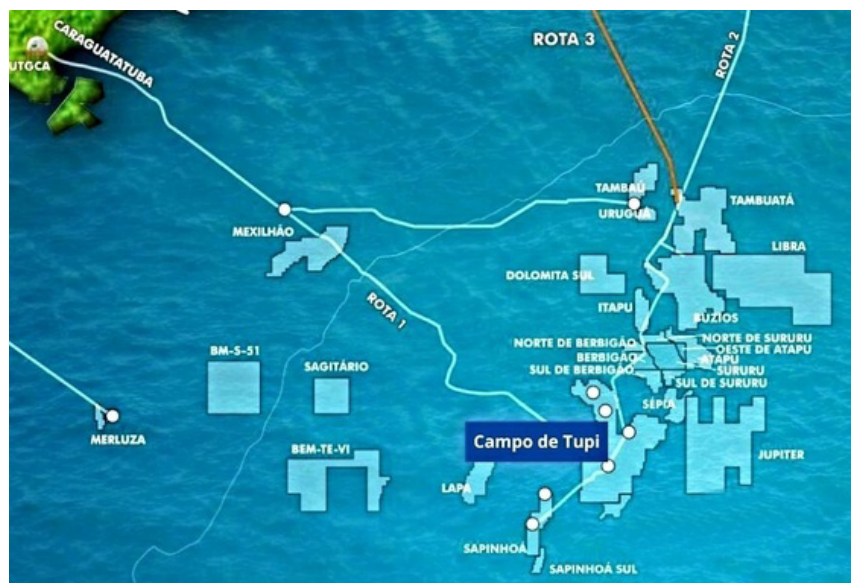 CARAGUATATUBA
UTGCA
ROTA 3
ROTA 2
TAMBAÚ
URUGUÁ
TAMBUATÁ
MEXILHÃO
LIBRA
DOLOMITA SUL
ITAPU
ROTA 1
BÚZIOS
NORTE DE BERBIGÃO
NORTE DE SURURU
OESTE DE ATAPU
BM-S-51
SAGITÁRIO
BERBIGÃO
ATAPU
SUL DE BERBIGÃO
SURURU
SUL DE SURURU
SÉPIA
MERLUZA
Campo de Tupi
BEM-TE-VI
JUPITER
LAPA
SAPINHOÁ
SAPINHOÁ SUL